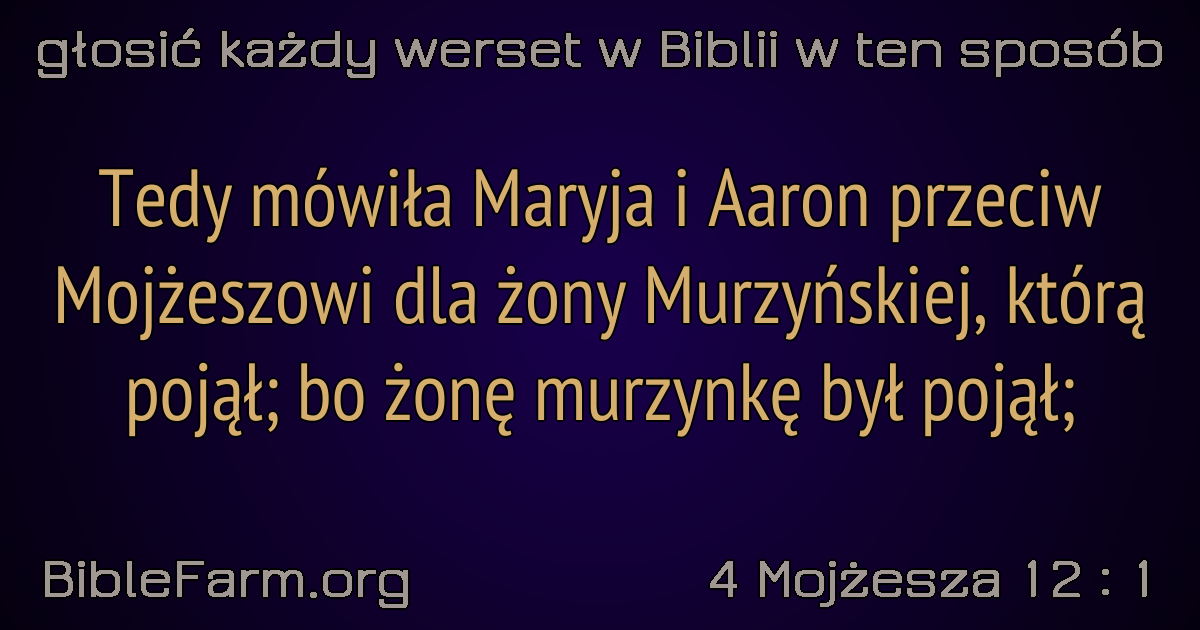 głosić każdy werset w Biblii w ten sposób
Tedy mówiła Maryja i Aaron przeciw
Mojżeszowi dla żony Murzyńskiej, którą
pojął; bo żonę murzynkę był pojął;
BibleFarm.org
4 Mojżesza 12 : 1